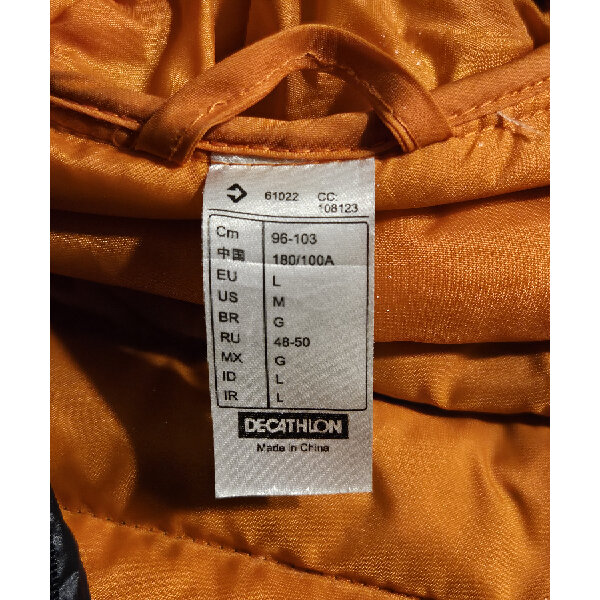 61022 CC-
108123
Cm 96-103
中国 180/100A
EU L
US M
BR G
RU 48-50
MX G
ID L
IR L
DECATHLON
Made in China